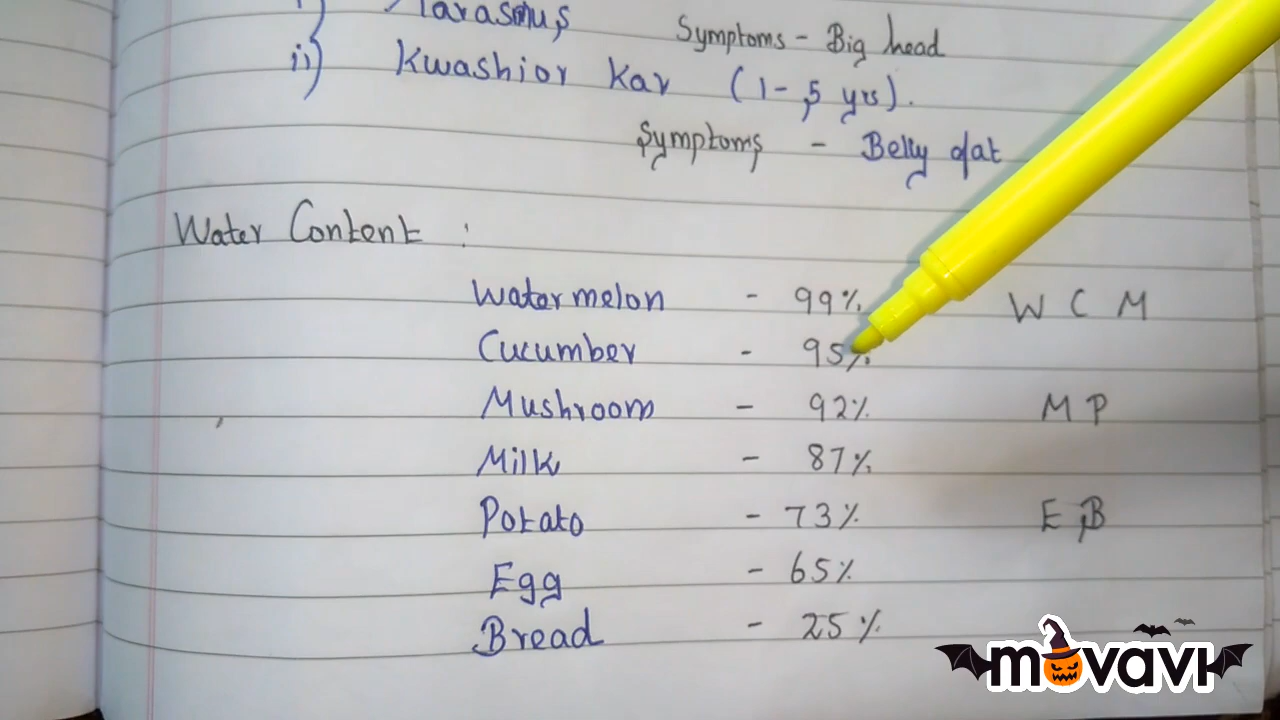 i) Marasmus Symptoms - Big head
ii) Kwashior kar (1-5 yrs).
Symptoms - Belly fat
Water Content :
Watermelon - 99% W C M
Cucumber - 95%
Mushroom - 92% M P
Milk - 87%
Potato - 73% E B
Egg - 65%
Bread - 25%
movavi